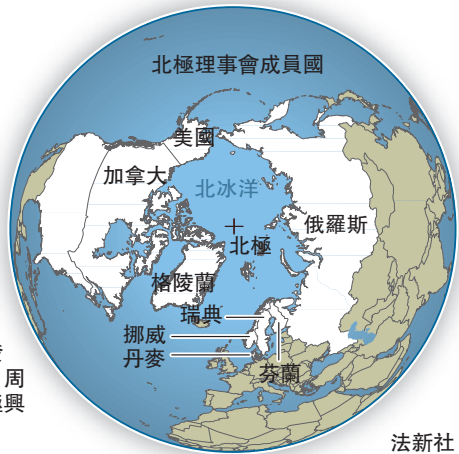 北極理事會成員國
美國
加拿大
北冰洋
俄羅斯
北極
格陵蘭
瑞典
挪威
丹麥
芬蘭
周
興
法新社